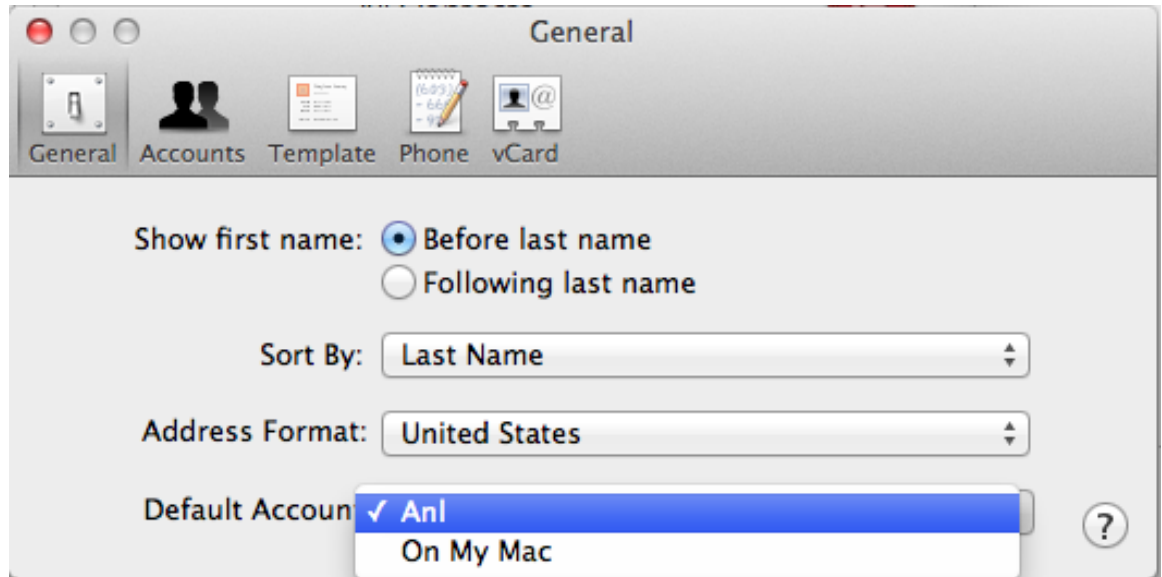 General
General Accounts Template Phone vCard
Show first name: Before last name
Following last name
Sort By: Last Name
Address Format: United States
Default Accoun ✓ Anl
On My Mac
?